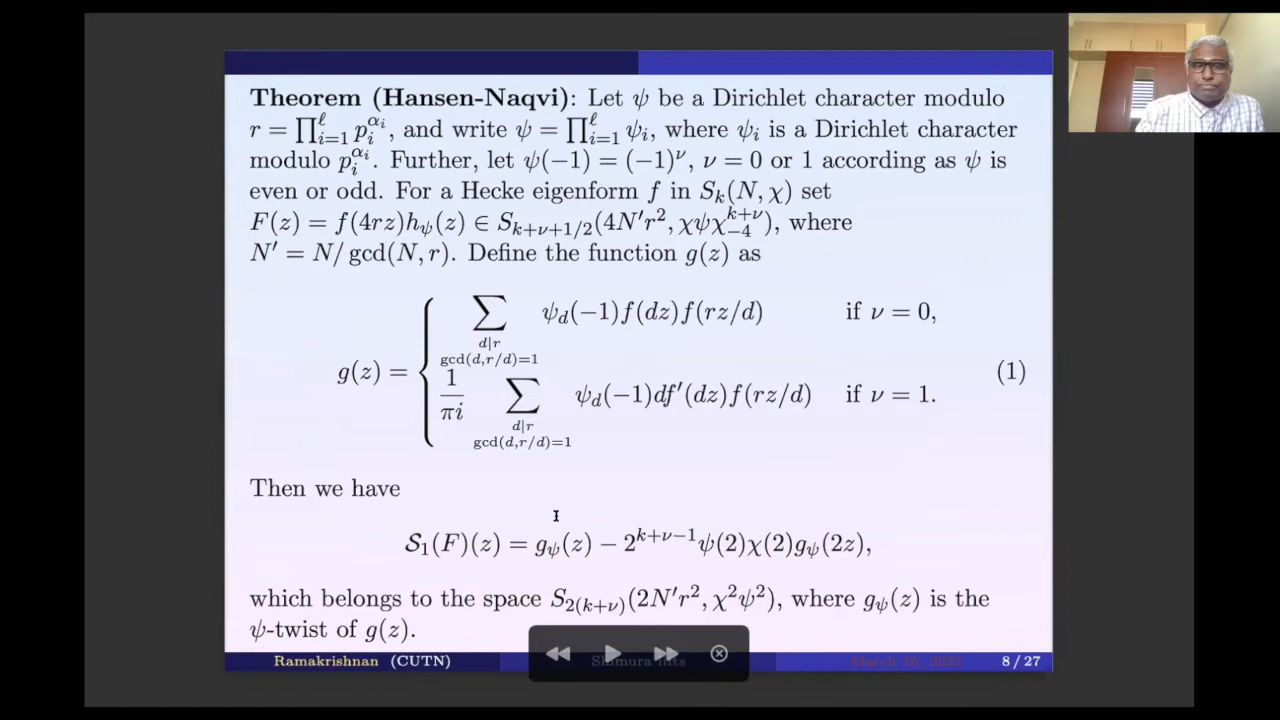 Theorem (Hansen-Naqvi): Let ψ be a Dirichlet character modulo
r = ∏_{i=1}^{ℓ} p_i^{α_i}, and write ψ = ∏_{i=1}^{ℓ} ψ_i, where ψ_i is a Dirichlet character
modulo p_i^{α_i}. Further, let ψ(−1) = (−1)^ν, ν = 0 or 1 according as ψ is
even or odd. For a Hecke eigenform f in S_k(N, χ) set
F(z) = f(4rz)h_ψ(z) ∈ S_{k+ν+1/2}(4N′r², χψχ_{−4}^{k+ν}), where
N′ = N/ gcd(N, r). Define the function g(z) as
g(z) = { ∑_{d|r, gcd(d,r/d)=1} ψ_d(−1)f(dz)f(rz/d) if ν = 0,
1/πi ∑_{d|r, gcd(d,r/d)=1} ψ_d(−1)df′(dz)f(rz/d) if ν = 1. (1)
Then we have
𝒮_1(F)(z) = g_ψ(z) − 2^{k+ν−1}ψ(2)χ(2)g_ψ(2z),
which belongs to the space S_{2(k+ν)}(2N′r², χ²ψ²), where g_ψ(z) is the
ψ-twist of g(z).
Ramakrishnan (CUTN) Shimura lifts March 16, 2021 8 / 27